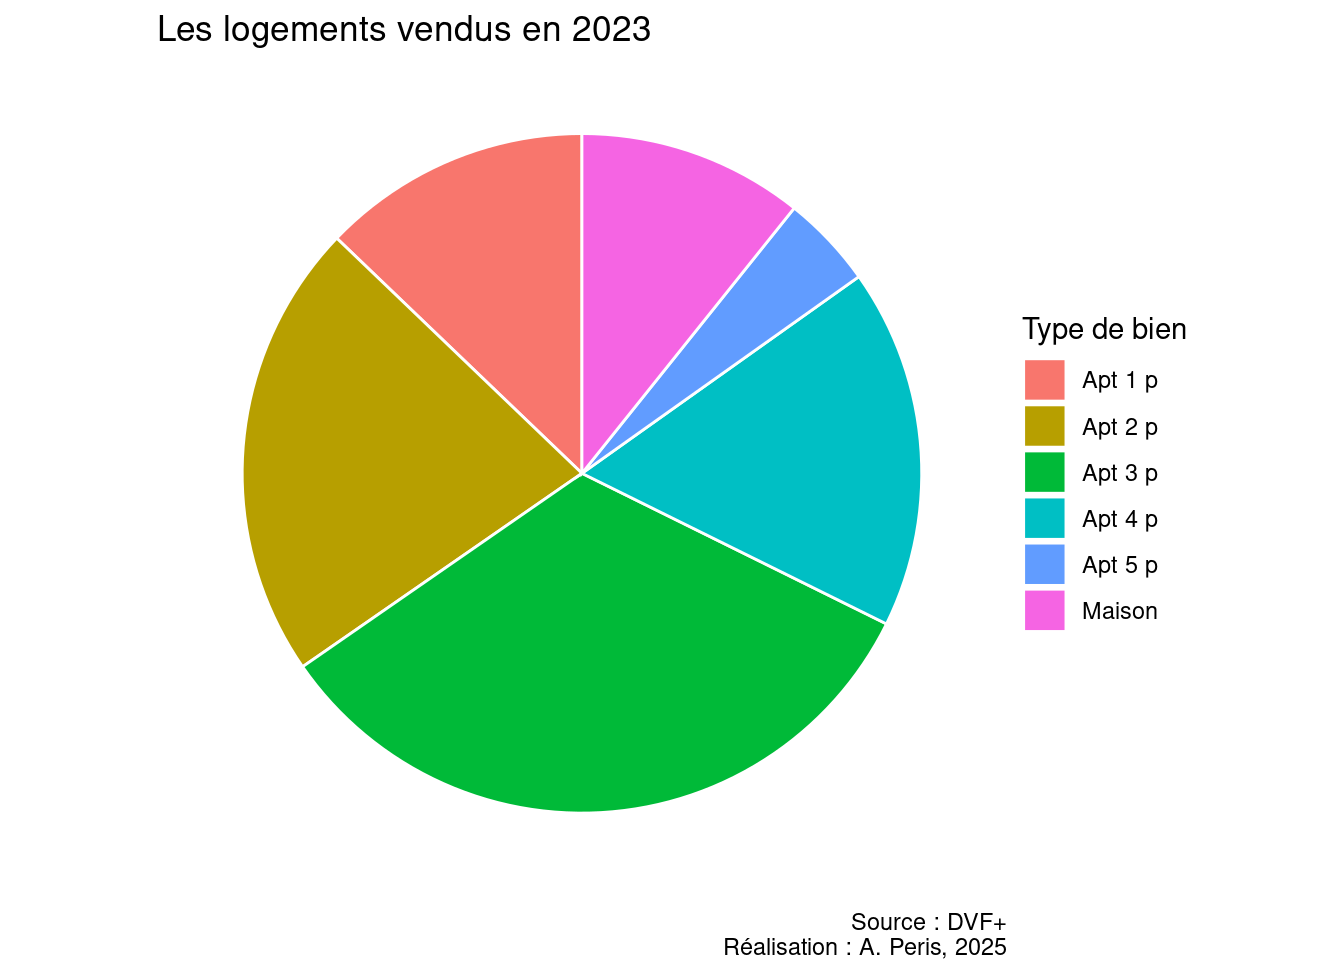 Les logements vendus en 2023
Type de bien
Apt 1 p
Apt 2 p
Apt 3 p
Apt 4 p
Apt 5 p
Maison
Source : DVF+
Réalisation : A. Peris, 2025